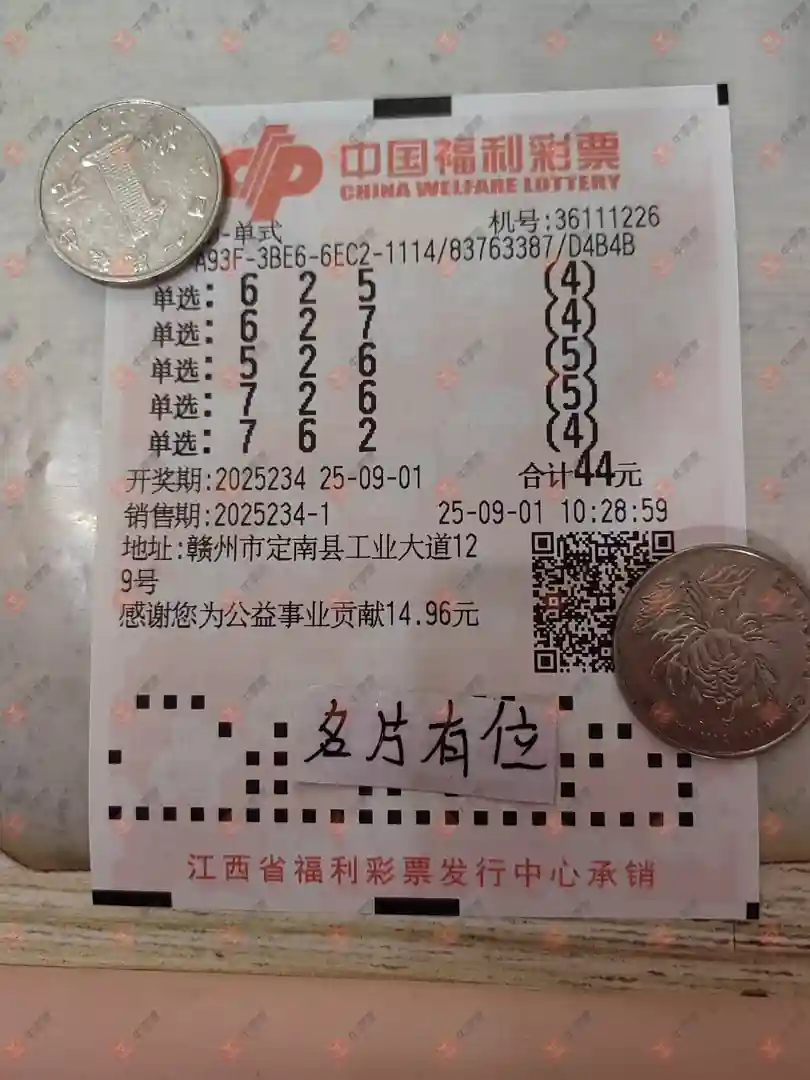 中国福利彩票
CHINA WELFARE LOTTERY
-单式 机号:36111226
A93F-3BE6-6EC2-1114/83763387/D4B4B
单选: 6 2 5 (4)
单选: 6 2 7 (4)
单选: 5 2 6 (5)
单选: 7 2 6 (5)
单选: 7 6 2 (4)
开奖期:2025234 25-09-01 合计44元
销售期:2025234-1 25-09-01 10:28:59
地址:赣州市定南县工业大道12
9号
感谢您为公益事业贡献14.96元
名片有位
江西省福利彩票发行中心承销